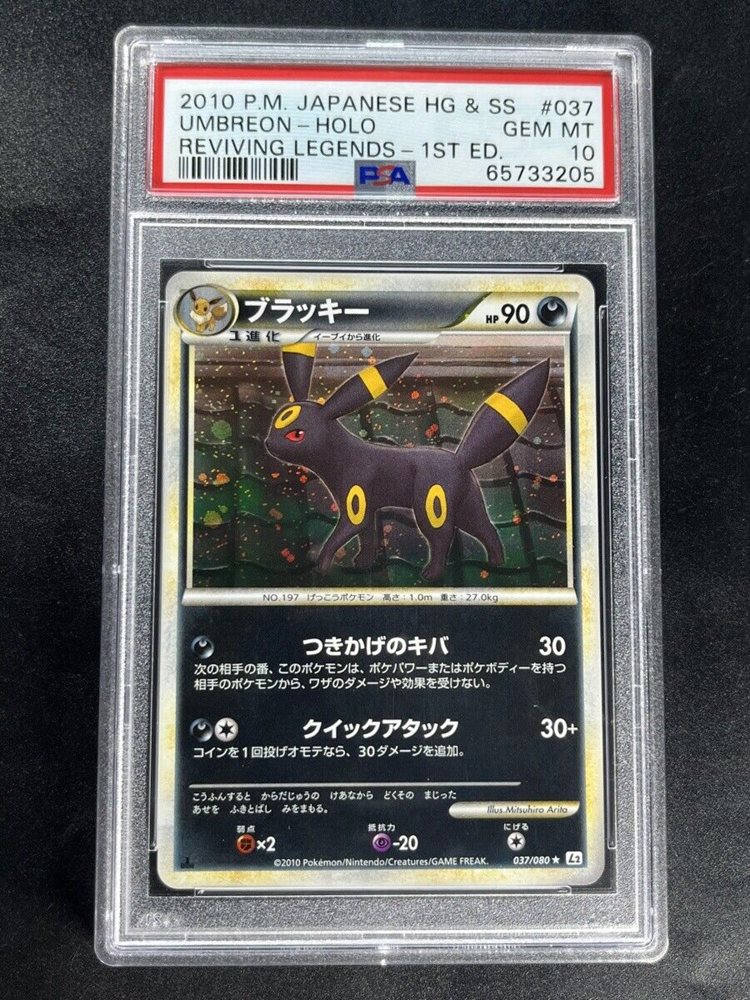 2010 P.M. JAPANESE HG & SS #037
UMBREON-HOLO GEM MT
REVIVING LEGENDS-1ST ED. 10
PSA 65733205
ブラッキー HP 90
1進化 イーブイから進化
NO.197 げっこうポケモン 高さ:1.0m 重さ:27.0kg
つきかげのキバ 30
次の相手の番、このポケモンは、ポケパワーまたはポケボディーを持つ
相手のポケモンから、ワザのダメージや効果を受けない。
クイックアタック 30+
コインを1回投げオモテなら、30ダメージを追加。
こうふんすると からだじゅうの けあなから どくその まじった
あせを ふきとばし みをまもる。
Illus. Mitsuhiro Arita
弱点 抵抗力 にげる
×2 -20
©2010 Pokémon/Nintendo/Creatures/GAME FREAK. 037/080 ★ L2